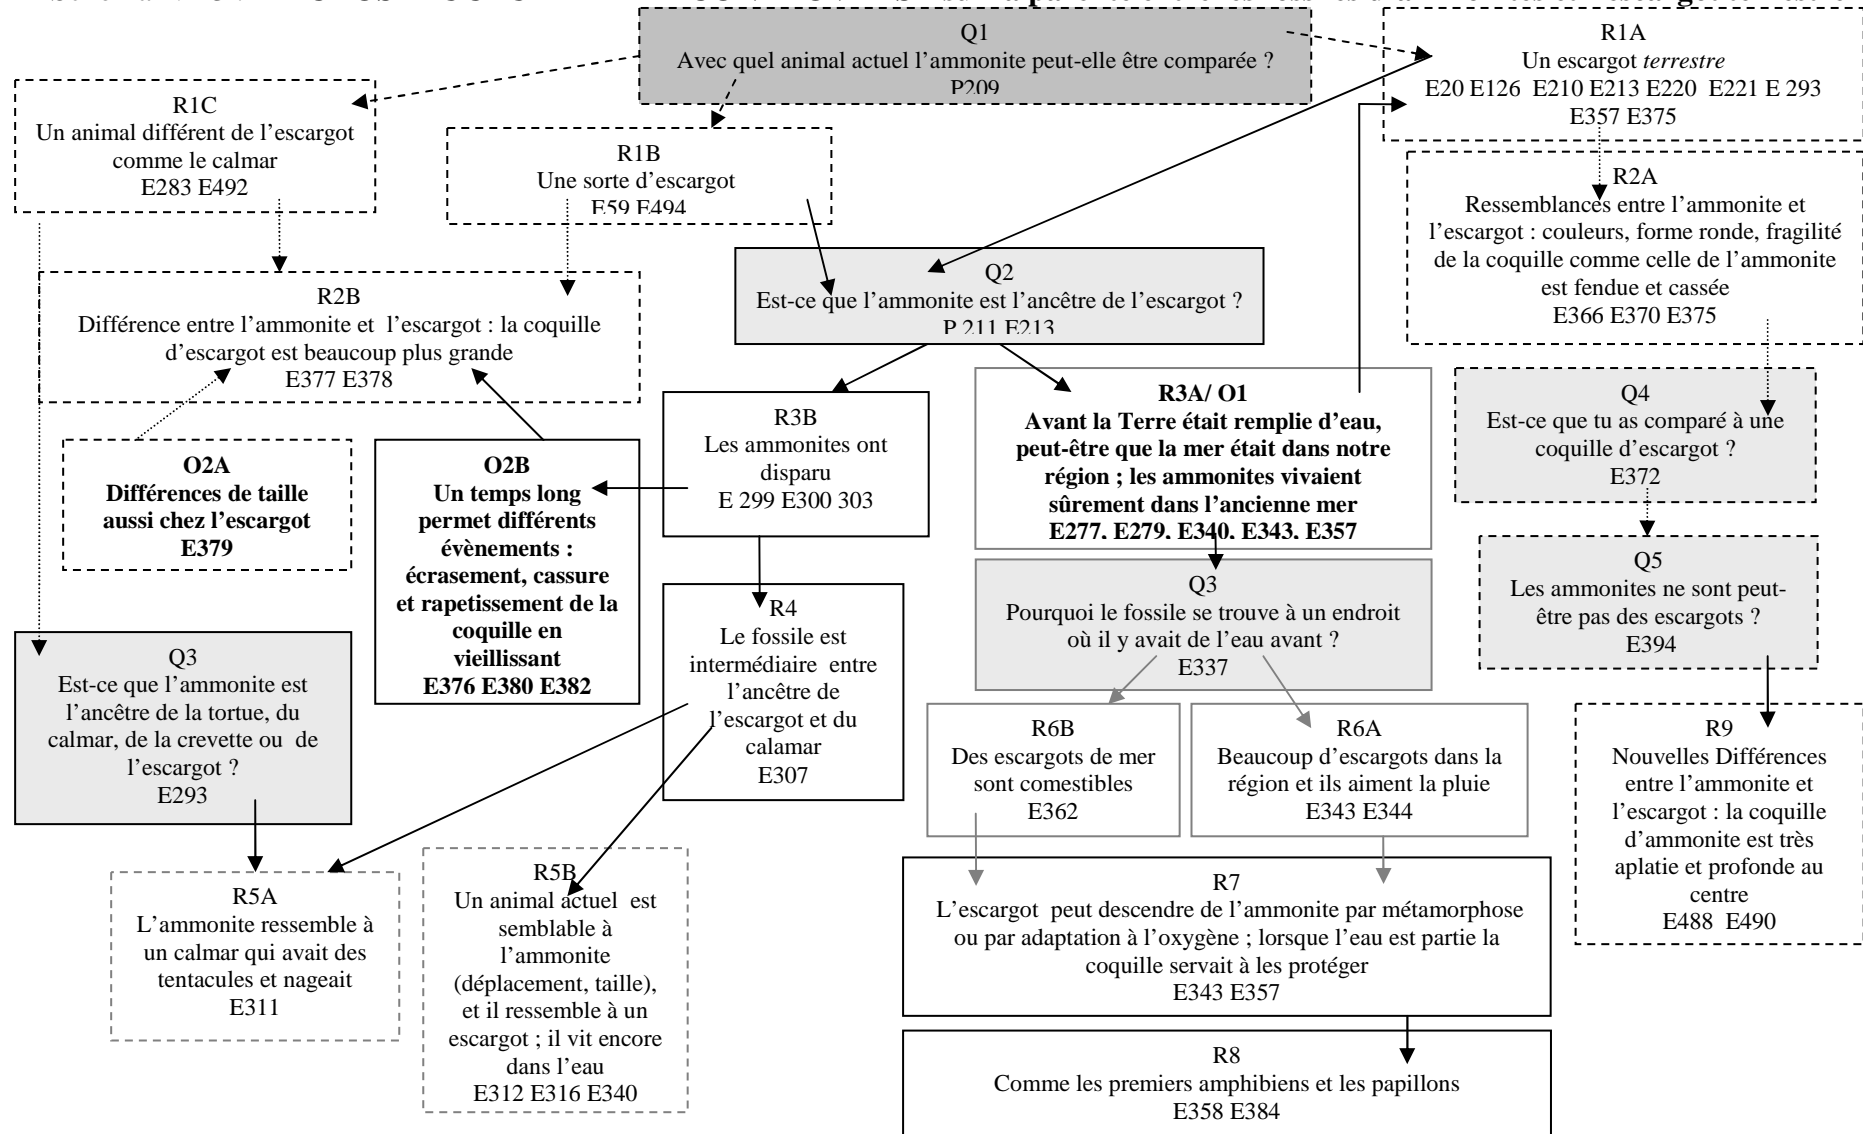 sur la parenté entre les fossiles d'ammonites et l'escargot terrestre
Q1
Avec quel animal actuel l'ammonite peut-elle être comparée ?
P209
R1A
Un escargot terrestre
E20 E126 E210 E213 E220 E221 E 293
E357 E375
R1C
Un animal différent de l'escargot
comme le calmar
E283 E492
R1B
Une sorte d'escargot
E59 E494
R2A
Ressemblances entre l'ammonite et
l'escargot : couleurs, forme ronde, fragilité
de la coquille comme celle de l'ammonite
est fendue et cassée
E366 E370 E375
Q2
Est-ce que l'ammonite est l'ancêtre de l'escargot ?
P 211 E213
R2B
Différence entre l'ammonite et l'escargot : la coquille
d'escargot est beaucoup plus grande
E377 E378
R3B
Les ammonites ont
disparu
E 299 E300 303
R3A/ O1
Avant la Terre était remplie d'eau,
peut-être que la mer était dans notre
région ; les ammonites vivaient
sûrement dans l'ancienne mer
E277, E279, E340, E343, E357
Q4
Est-ce que tu as comparé à une
coquille d'escargot ?
E372
O2A
Différences de taille
aussi chez l'escargot
E379
O2B
Un temps long
permet différents
évènements :
écrasement, cassure
et rapetissement de la
coquille en
vieillissant
E376 E380 E382
Q5
Les ammonites ne sont peut-
être pas des escargots ?
E394
Q3
Pourquoi le fossile se trouve à un endroit
où il y avait de l'eau avant ?
E337
R4
Le fossile est
intermédiaire entre
l'ancêtre de
l'escargot et du
calamar
E307
Q3
Est-ce que l'ammonite est
l'ancêtre de la tortue, du
calmar, de la crevette ou de
l'escargot ?
E293
R6B
Des escargots de mer
sont comestibles
E362
R6A
Beaucoup d'escargots dans la
région et ils aiment la pluie
E343 E344
R9
Nouvelles Différences
entre l'ammonite et
l'escargot : la coquille
d'ammonite est très
aplatie et profonde au
centre
E488 E490
R5A
L'ammonite ressemble à
un calmar qui avait des
tentacules et nageait
E311
R5B
Un animal actuel est
semblable à
l'ammonite
(déplacement, taille),
et il ressemble à un
escargot ; il vit encore
dans l'eau
E312 E316 E340
R7
L'escargot peut descendre de l'ammonite par métamorphose
ou par adaptation à l'oxygène ; lorsque l'eau est partie la
coquille servait à les protéger
E343 E357
R8
Comme les premiers amphibiens et les papillons
E358 E384